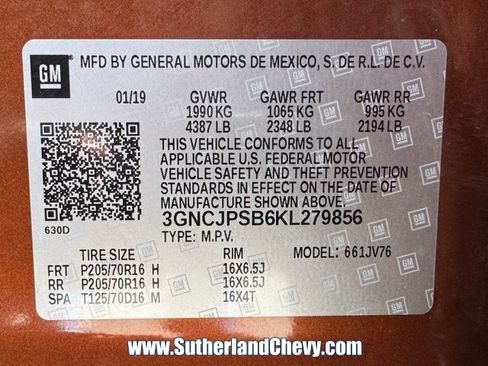 GM MFD BY GENERAL MOTORS DE MEXICO, S. DE R.L. DE C.V. GM
01/19 GVWR GAWR FRT GAWR RR
1990 KG 1065 KG 995 KG
4387 LB 2348 LB 2194 LB
THIS VEHICLE CONFORMS TO ALL
APPLICABLE U.S. FEDERAL MOTOR
VEHICLE SAFETY AND THEFT PREVENTION
STANDARDS IN EFFECT ON THE DATE OF
MANUFACTURE SHOWN ABOVE.
630D
3GNCJPSB6KL279856
TYPE: M.P.V. MODEL: 661JV76
TIRE SIZE RIM
FRT P205/70R16 H 16X6.5J
RR P205/70R16 H 16X6.5J
SPA T125/70D16 M 16X4T
www.SutherlandChevy.com